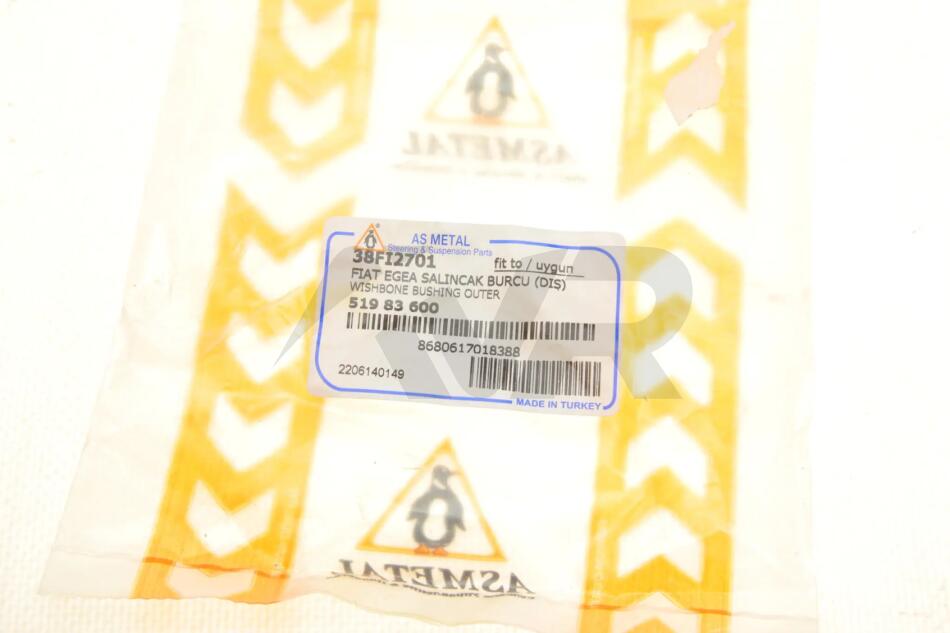 ASMETAL
AS METAL
Steering & Suspension Parts
38FI2701
fit to / uygun
FIAT EGEA SALINCAK BURCU (DIS)
WISHBONE BUSHING OUTER
519 83 600
8680617018388
2206140149
MADE IN TURKEY
ASMETAL